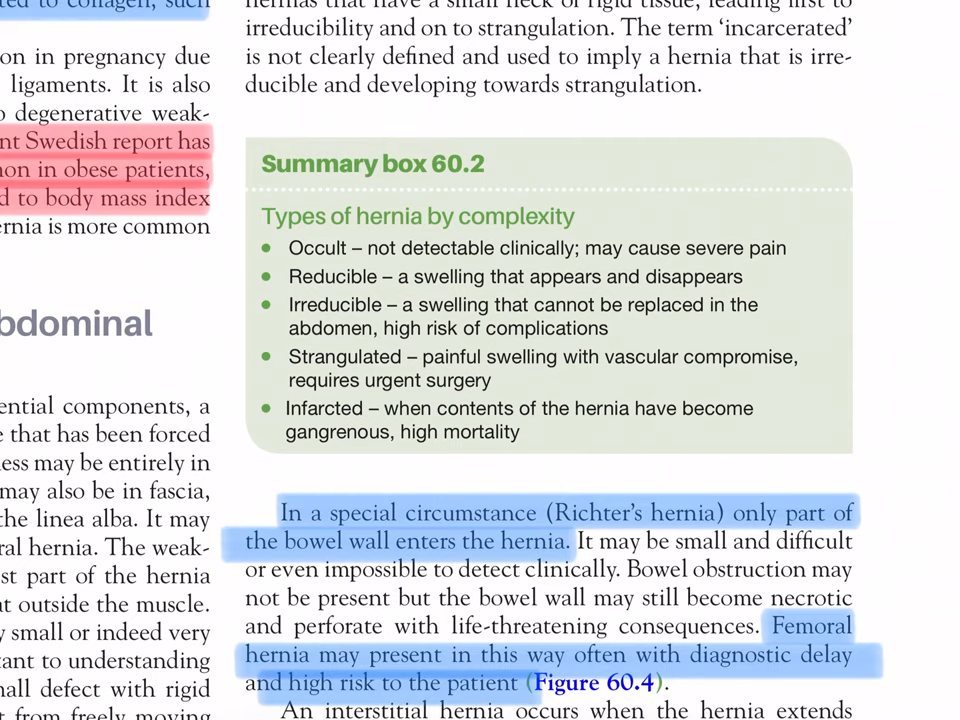 ted to collagen, such
on in pregnancy due
ligaments. It is also
o degenerative weak-
nt Swedish report has
on in obese patients,
d to body mass index
ernia is more common
bdominal
ential components, a
e that has been forced
ess may be entirely in
may also be in fascia,
the linea alba. It may
ral hernia. The weak-
st part of the hernia
at outside the muscle.
y small or indeed very
tant to understanding
all defect with rigid
t from freely moving
hernias that have a small neck or rigid tissue, leading first to
irreducibility and on to strangulation. The term ‘incarcerated’
is not clearly defined and used to imply a hernia that is irre-
ducible and developing towards strangulation.
Summary box 60.2
Types of hernia by complexity
• Occult – not detectable clinically; may cause severe pain
• Reducible – a swelling that appears and disappears
• Irreducible – a swelling that cannot be replaced in the
abdomen, high risk of complications
• Strangulated – painful swelling with vascular compromise,
requires urgent surgery
• Infarcted – when contents of the hernia have become
gangrenous, high mortality
In a special circumstance (Richter’s hernia) only part of
the bowel wall enters the hernia. It may be small and difficult
or even impossible to detect clinically. Bowel obstruction may
not be present but the bowel wall may still become necrotic
and perforate with life-threatening consequences. Femoral
hernia may present in this way often with diagnostic delay
and high risk to the patient (Figure 60.4).
An interstitial hernia occurs when the hernia extends